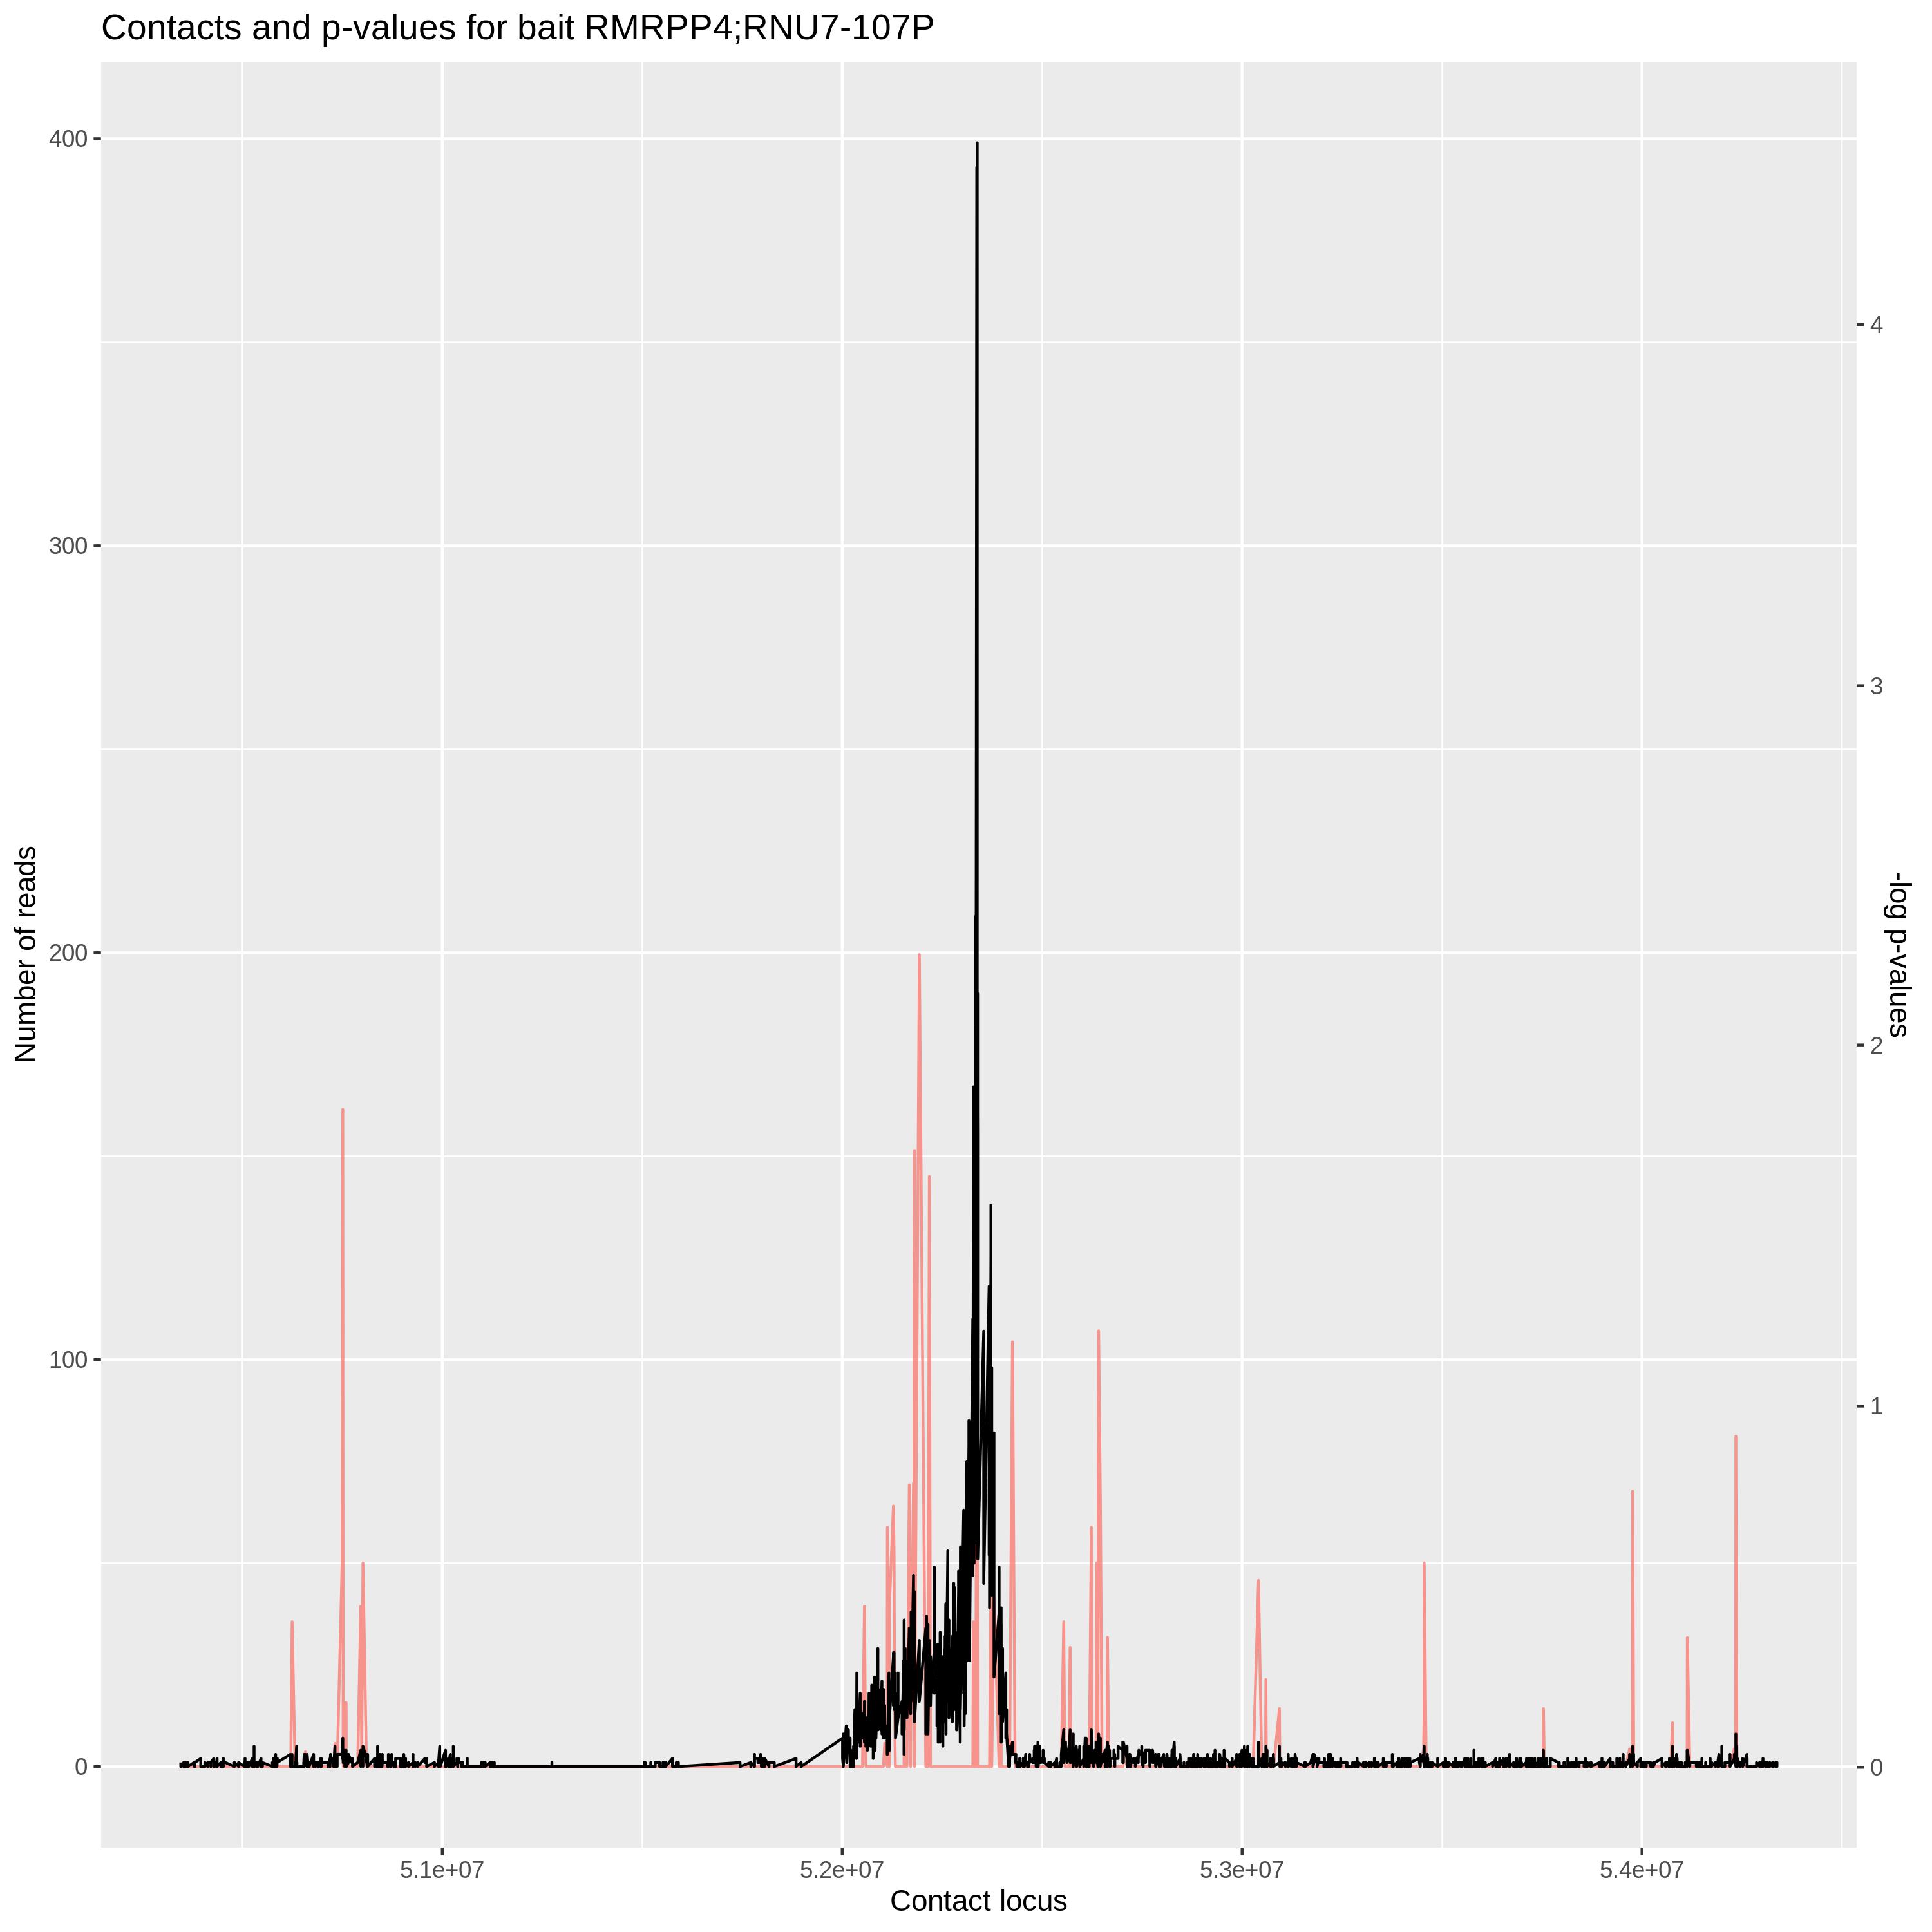 Contacts and p-values for bait RMRPP4;RNU7-107P
400
300
200
100
0
Number of reads
4
3
2
1
0
-log p-values
5.1e+07 5.2e+07 5.3e+07 5.4e+07
Contact locus